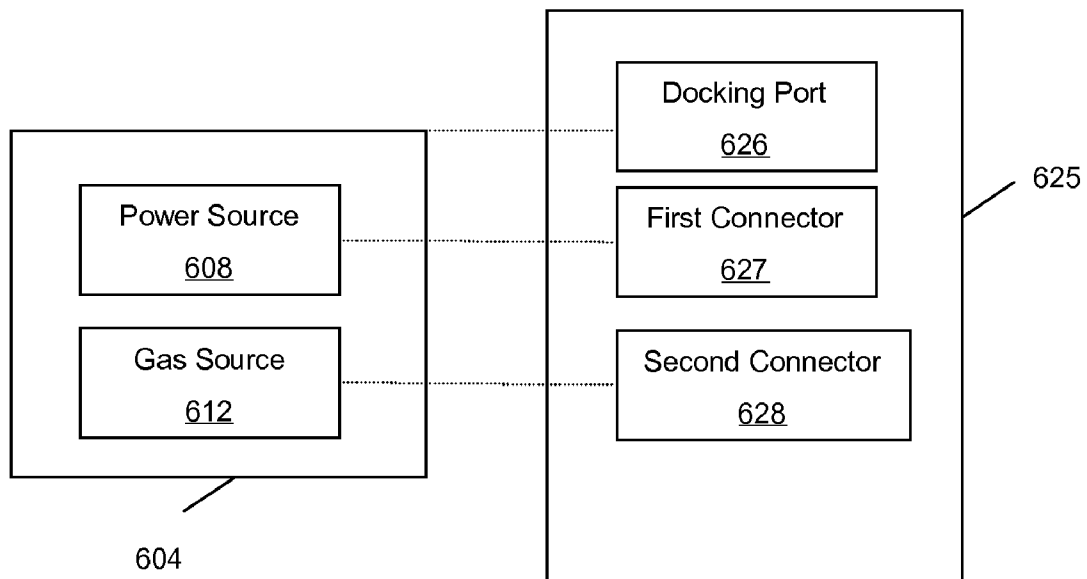 Docking Port
626
625
Power Source
608
First Connector
627
Gas Source
612
Second Connector
628
604